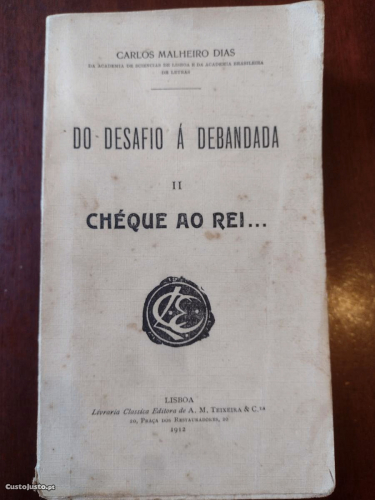 CARLOS MALHEIRO DIAS
DA ACADEMIA DE SCIENCIAS DE LISBOA E DA ACADEMIA BRASILEIRA
DE LETRAS
DO DESAFIO Á DEBANDADA
II
CHÉQUE AO REI...
LCE
LISBOA
Livraria Classica Editora de A. M. TEIXEIRA & C.ta
20, PRAÇA DOS RESTAURADORES, 20
1912
CustoJusto.pt